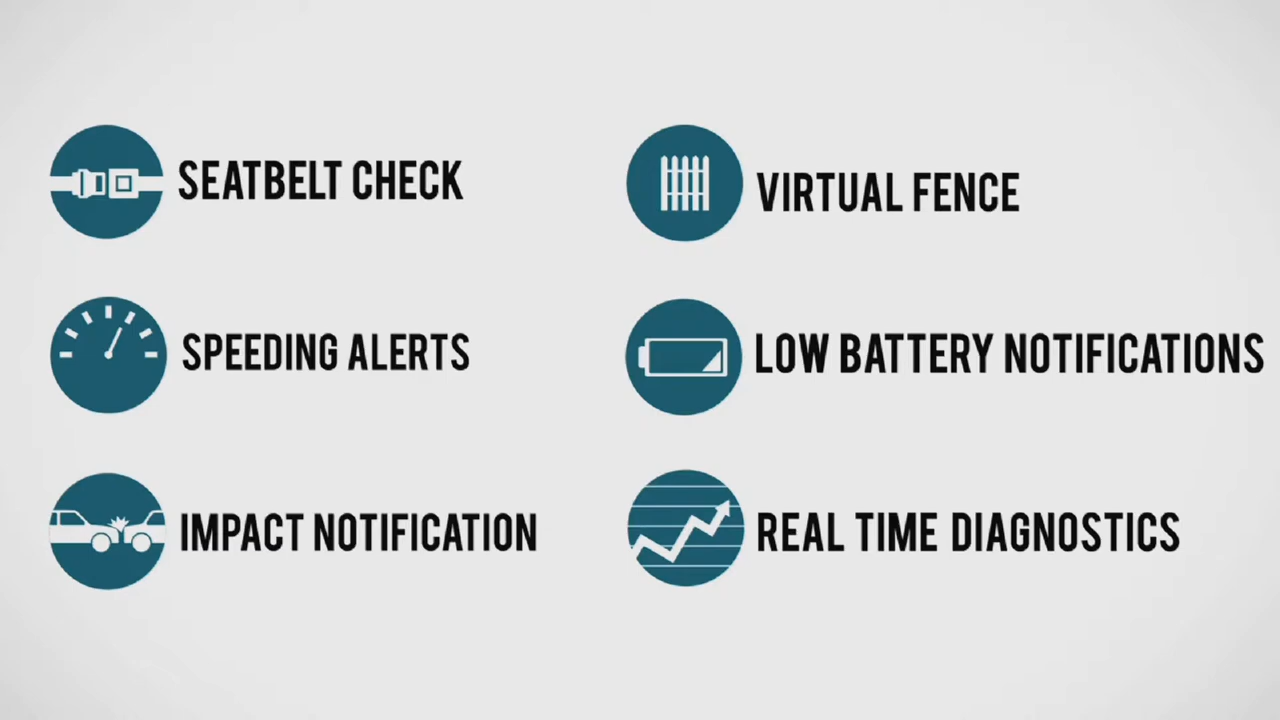 SEATBELT CHECK
SPEEDING ALERTS
IMPACT NOTIFICATION
VIRTUAL FENCE
LOW BATTERY NOTIFICATIONS
REAL TIME DIAGNOSTICS